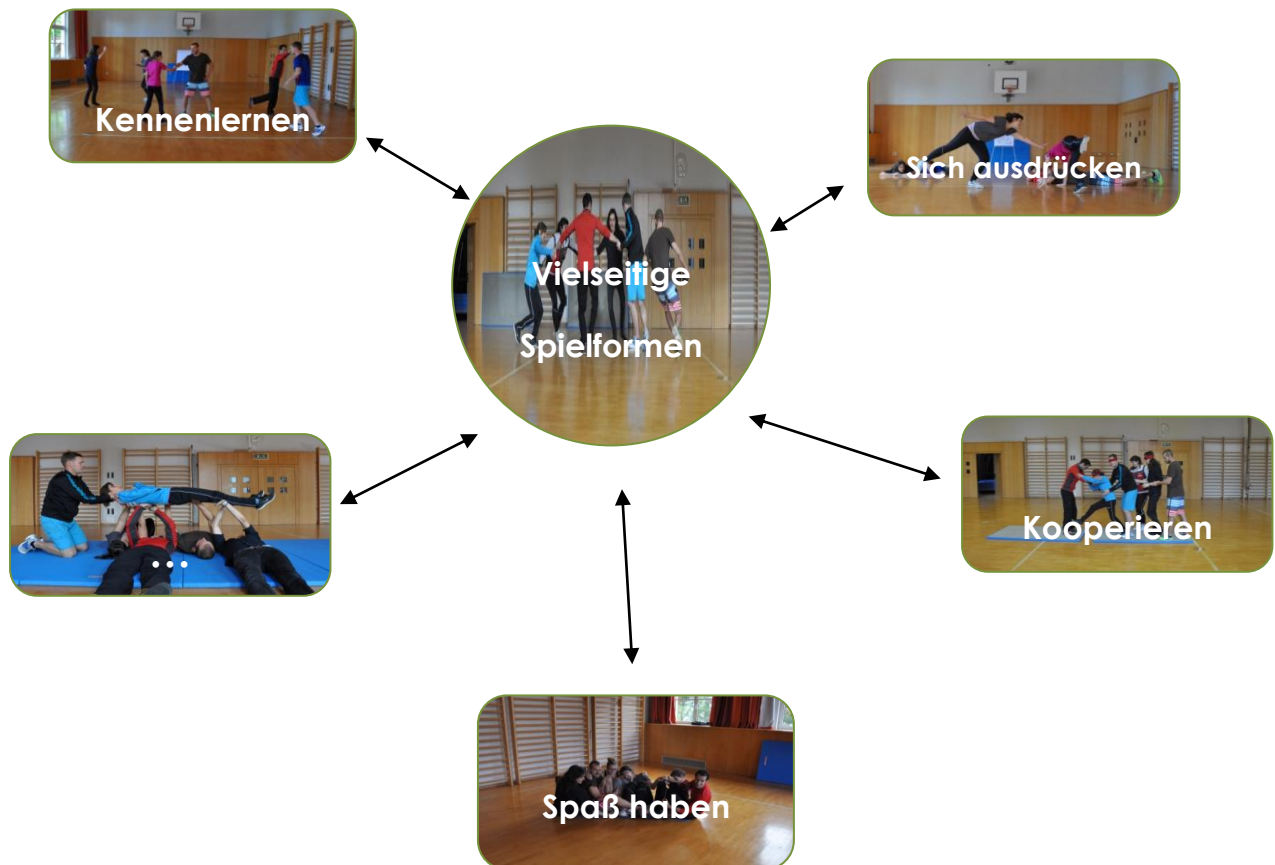 Kennenlernen
Sich ausdrücken
Vielseitige
Spielformen
...
Kooperieren
Spaß haben